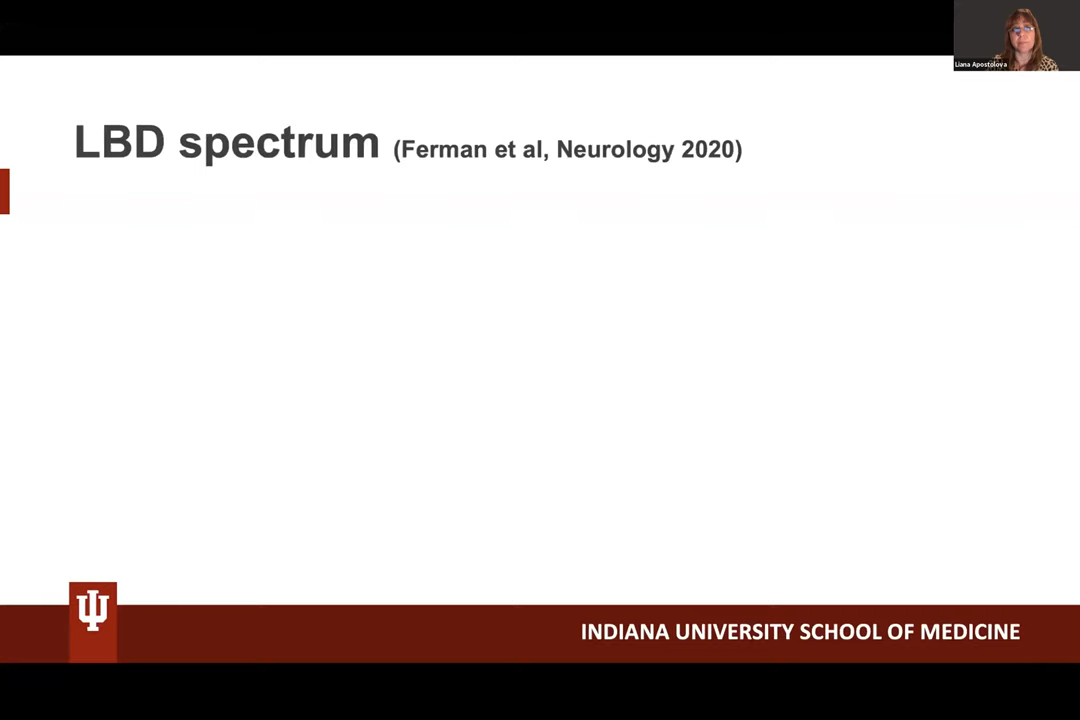 Liana Apostolova
LBD spectrum (Ferman et al, Neurology 2020)
INDIANA UNIVERSITY SCHOOL OF MEDICINE